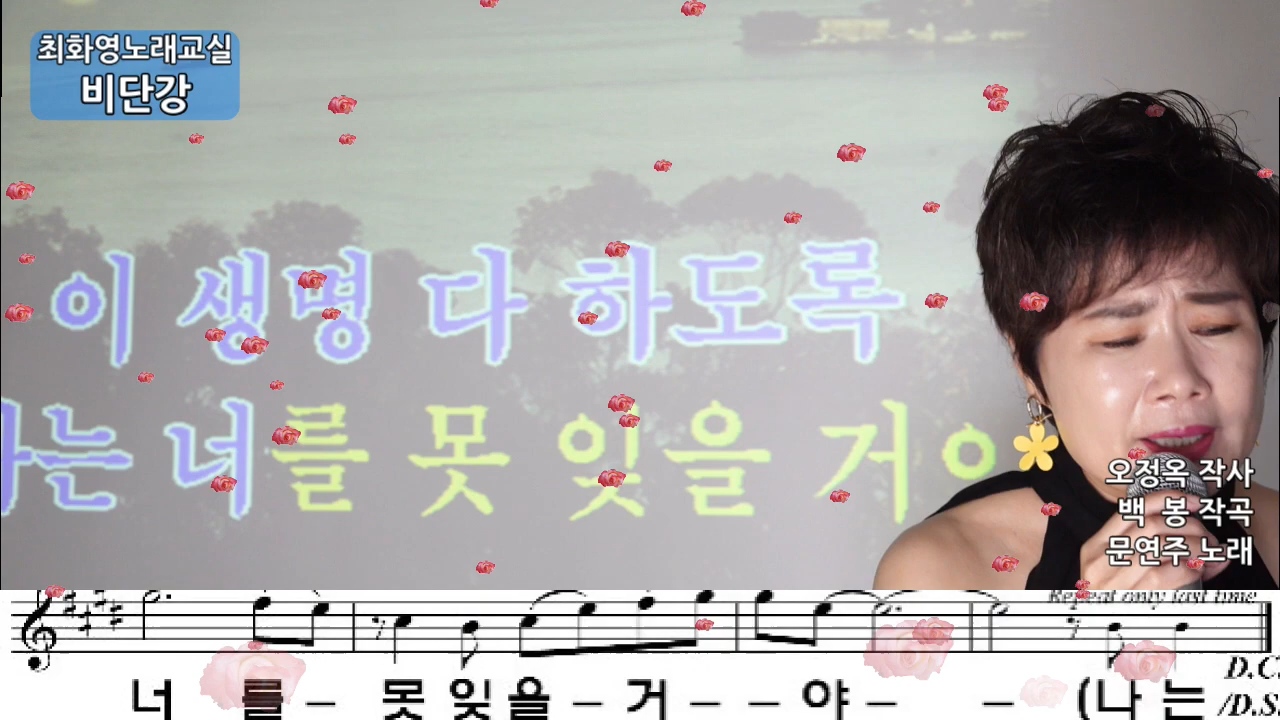 최화영노래교실
비단강
이 생명 다 하도록
는 너를 못 잊을 거야
오정옥 작사
백 봉 작곡
문연주 노래
Repeat only last time
D.C.
너 를 – 못 잊 을 – 거 – – 야 – – (나 는 /D.S.